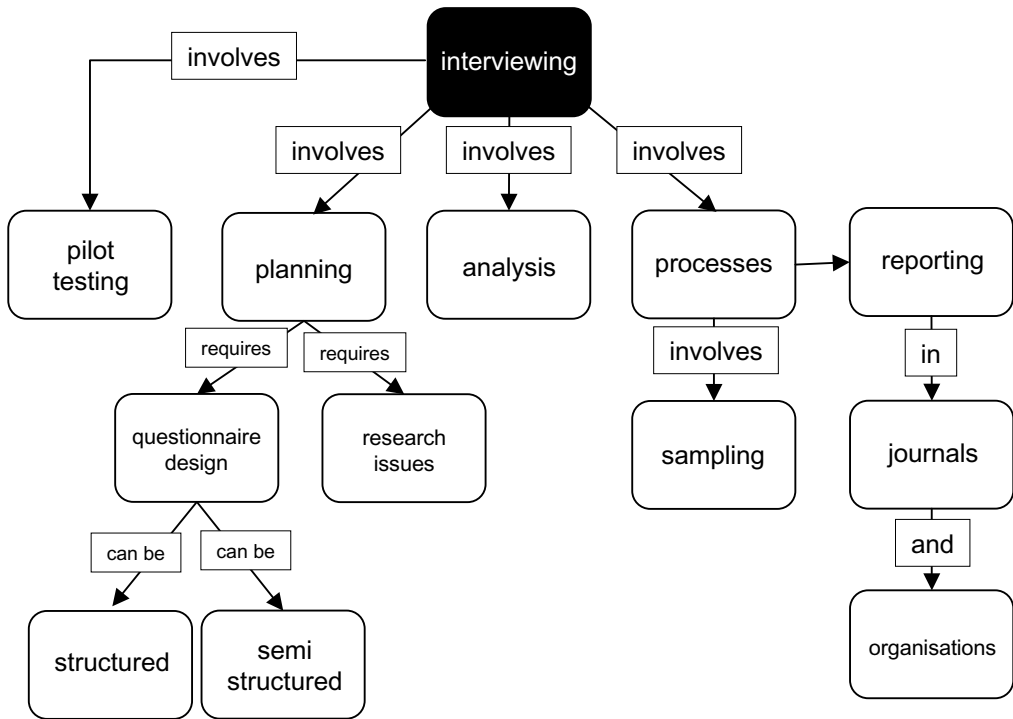 involves
interviewing
involves
involves
involves
pilot
testing
planning
analysis
processes
reporting
requires
requires
involves
in
questionnaire
design
research
issues
sampling
journals
can be
can be
and
structured
semi
structured
organisations